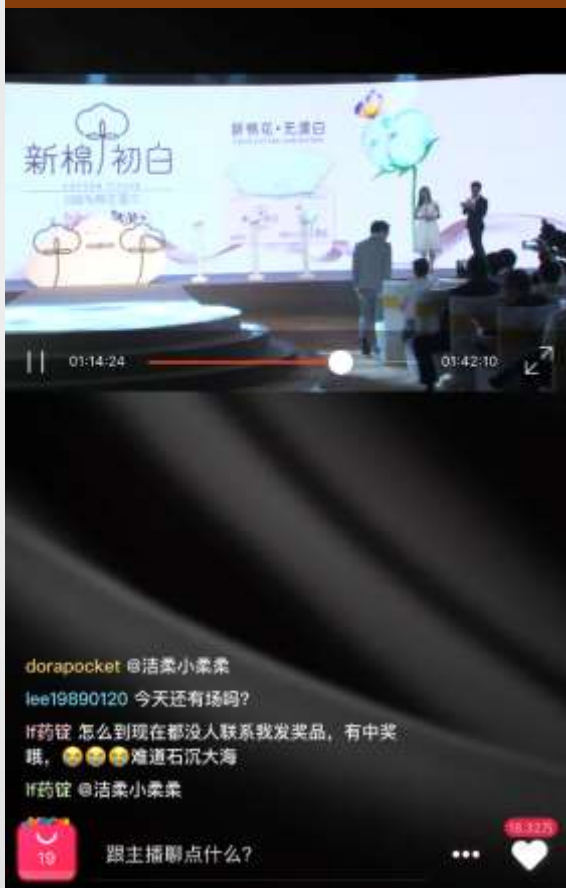 新棉初白
新棉花·无漂白
01:14:24
01:42:10
dorapocket @洁柔小柔柔
lee19890120 今天还有场吗?
lf药锭 怎么到现在都没人联系我发奖品，有中奖
哦，😭😭😭难道石沉大海
lf药锭 @洁柔小柔柔
18.32万
19
跟主播聊点什么?